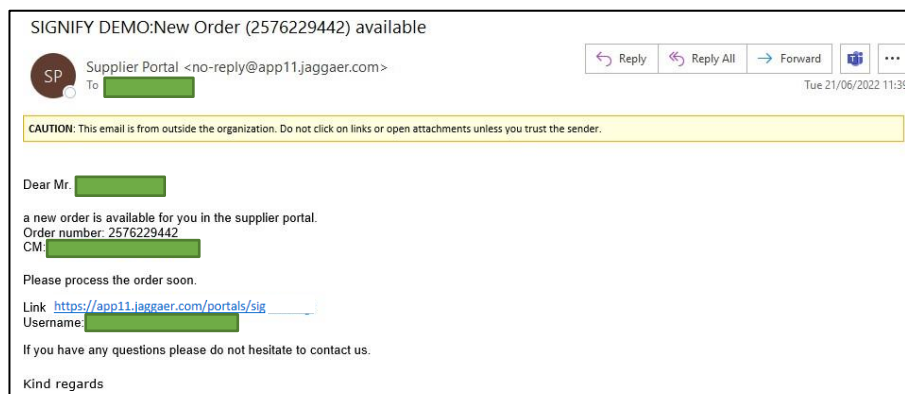 SIGNIFY DEMO:New Order (2576229442) available
SP
Supplier Portal <no-reply@app11.jaggaer.com>
To
Reply
Reply All
Forward
Tue 21/06/2022 11:39
CAUTION: This email is from outside the organization. Do not click on links or open attachments unless you trust the sender.
Dear Mr.
a new order is available for you in the supplier portal.
Order number: 2576229442
CM:
Please process the order soon.
Link https://app11.jaggaer.com/portals/sig
Username:
If you have any questions please do not hesitate to contact us.
Kind regards